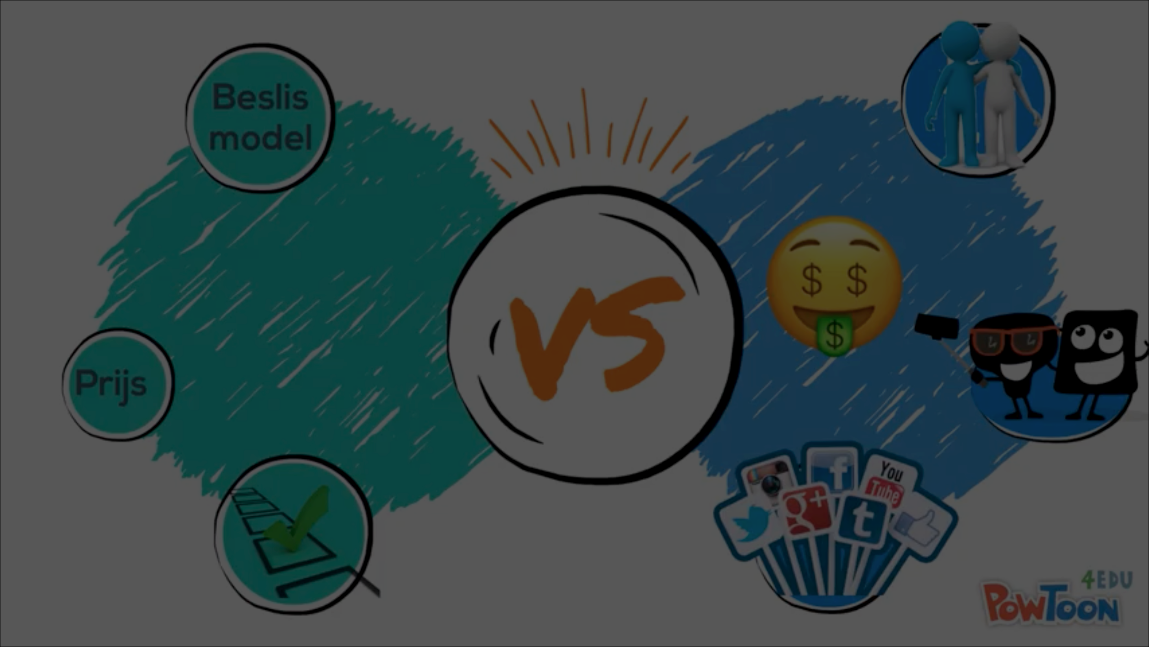 Beslis
model
Prijs
VS
$ $
$
f
You
Tube
g+
t
4EDU
POWTOON